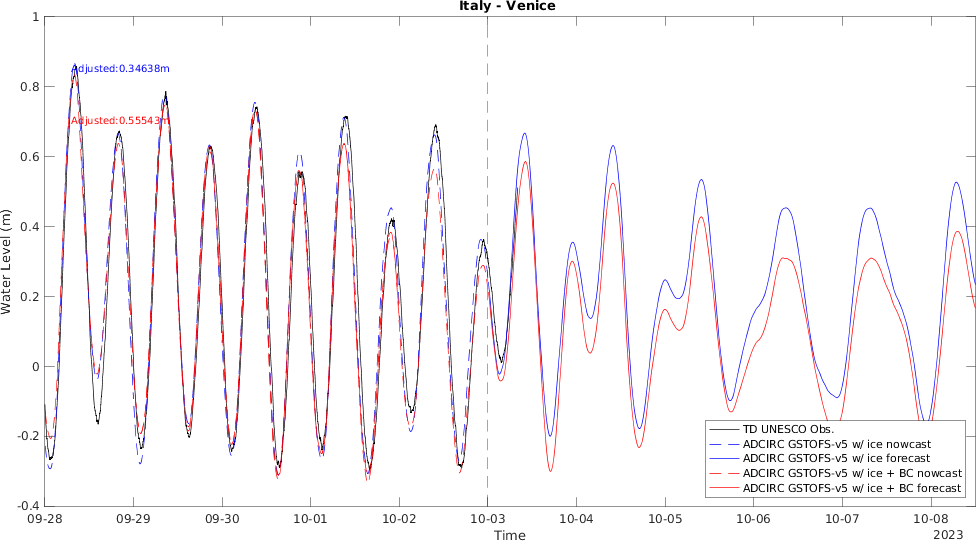 Italy - Venice
1
Adjusted:0.34638m
0.8
Adjusted:0.55543m
0.6
0.4
0.2
0
-0.2
-0.4
Water Level (m)
TD UNESCO Obs.
ADCIRC GSTOFS-v5 w/ ice nowcast
ADCIRC GSTOFS-v5 w/ ice forecast
ADCIRC GSTOFS-v5 w/ ice + BC nowcast
ADCIRC GSTOFS-v5 w/ ice + BC forecast
09-28 09-29 09-30 10-01 10-02 10-03 10-04 10-05 10-06 10-07 10-08
Time 2023